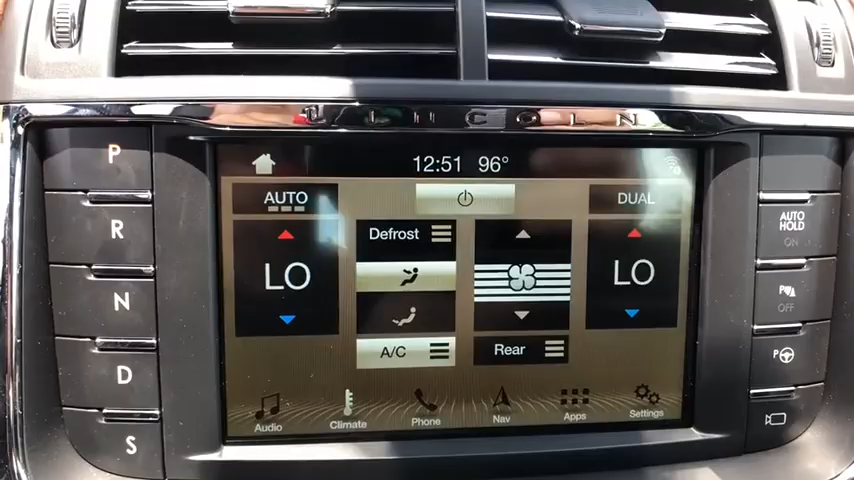 LINCOLN
P
R
N
D
S
12:51 96°
AUTO
DUAL
LO
Defrost
A/C
Rear
LO
Audio
Climate
Phone
Nav
Apps
Settings
AUTO
HOLD
ON
P
OFF
P